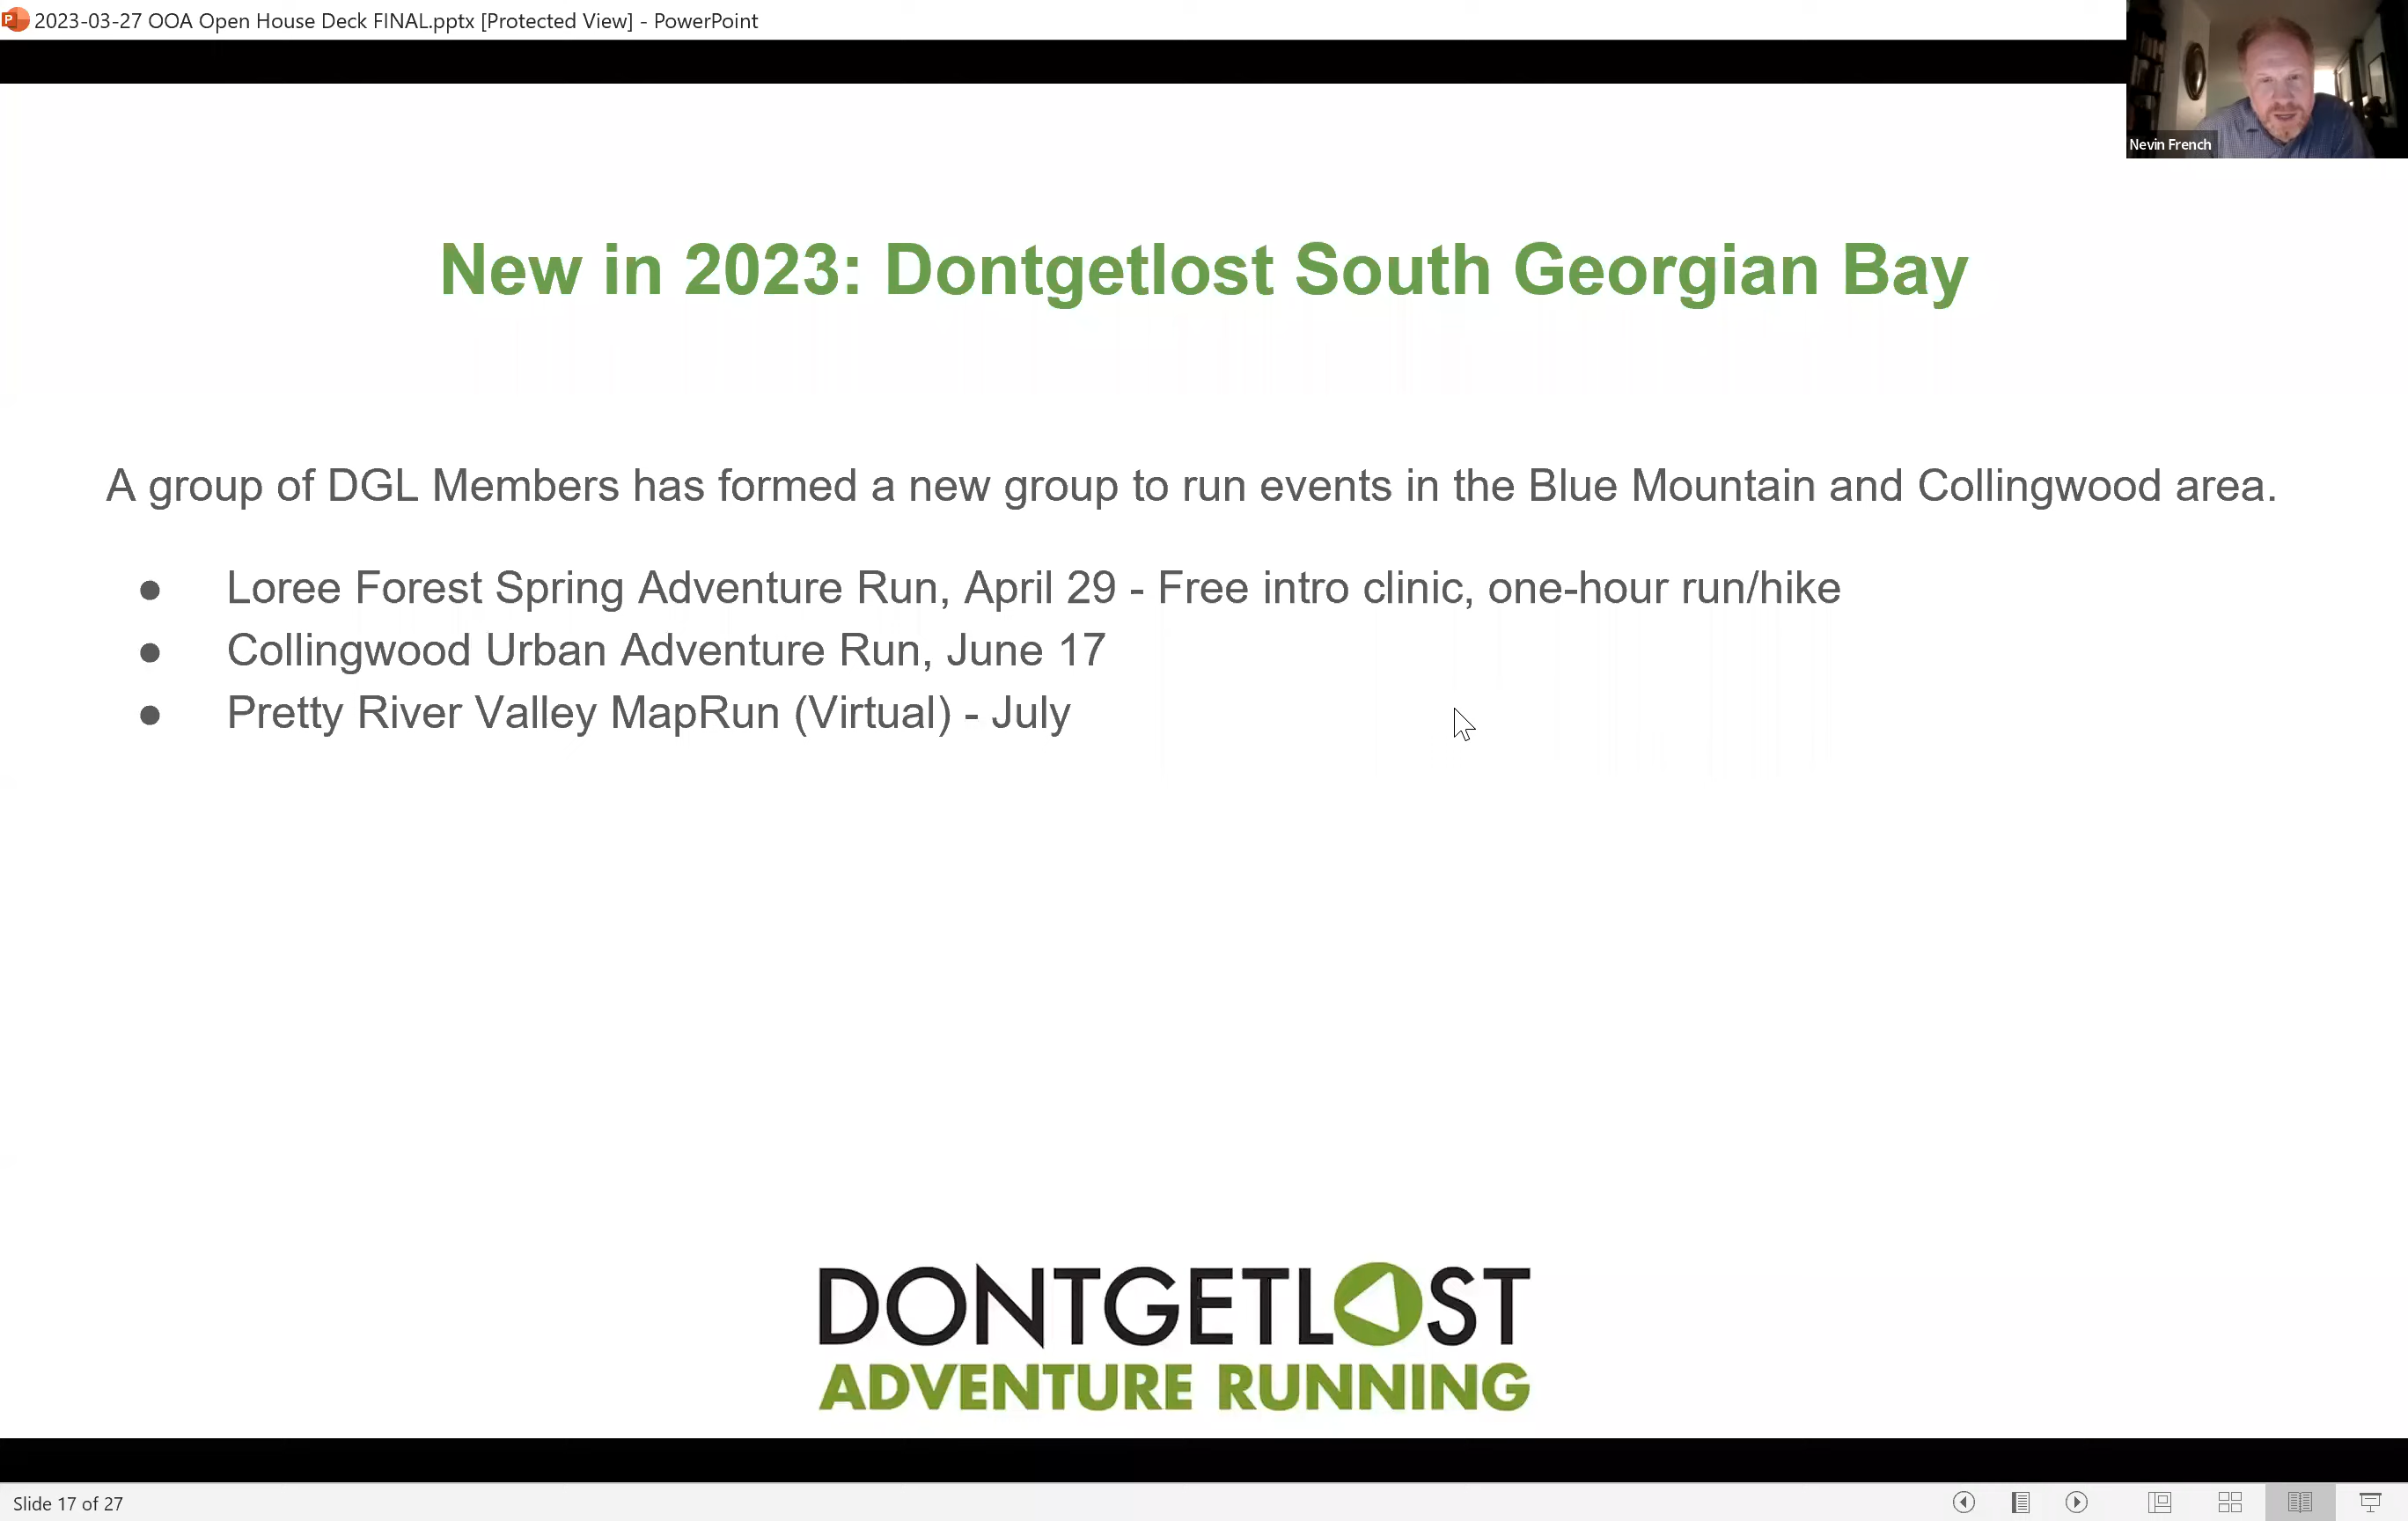 2023-03-27 OOA Open House Deck FINAL.pptx [Protected View] - PowerPoint
Nevin French
New in 2023: Dontgetlost South Georgian Bay
A group of DGL Members has formed a new group to run events in the Blue Mountain and Collingwood area.
● Loree Forest Spring Adventure Run, April 29 - Free intro clinic, one-hour run/hike
● Collingwood Urban Adventure Run, June 17
● Pretty River Valley MapRun (Virtual) - July
DONTGETLOST
ADVENTURE RUNNING
Slide 17 of 27